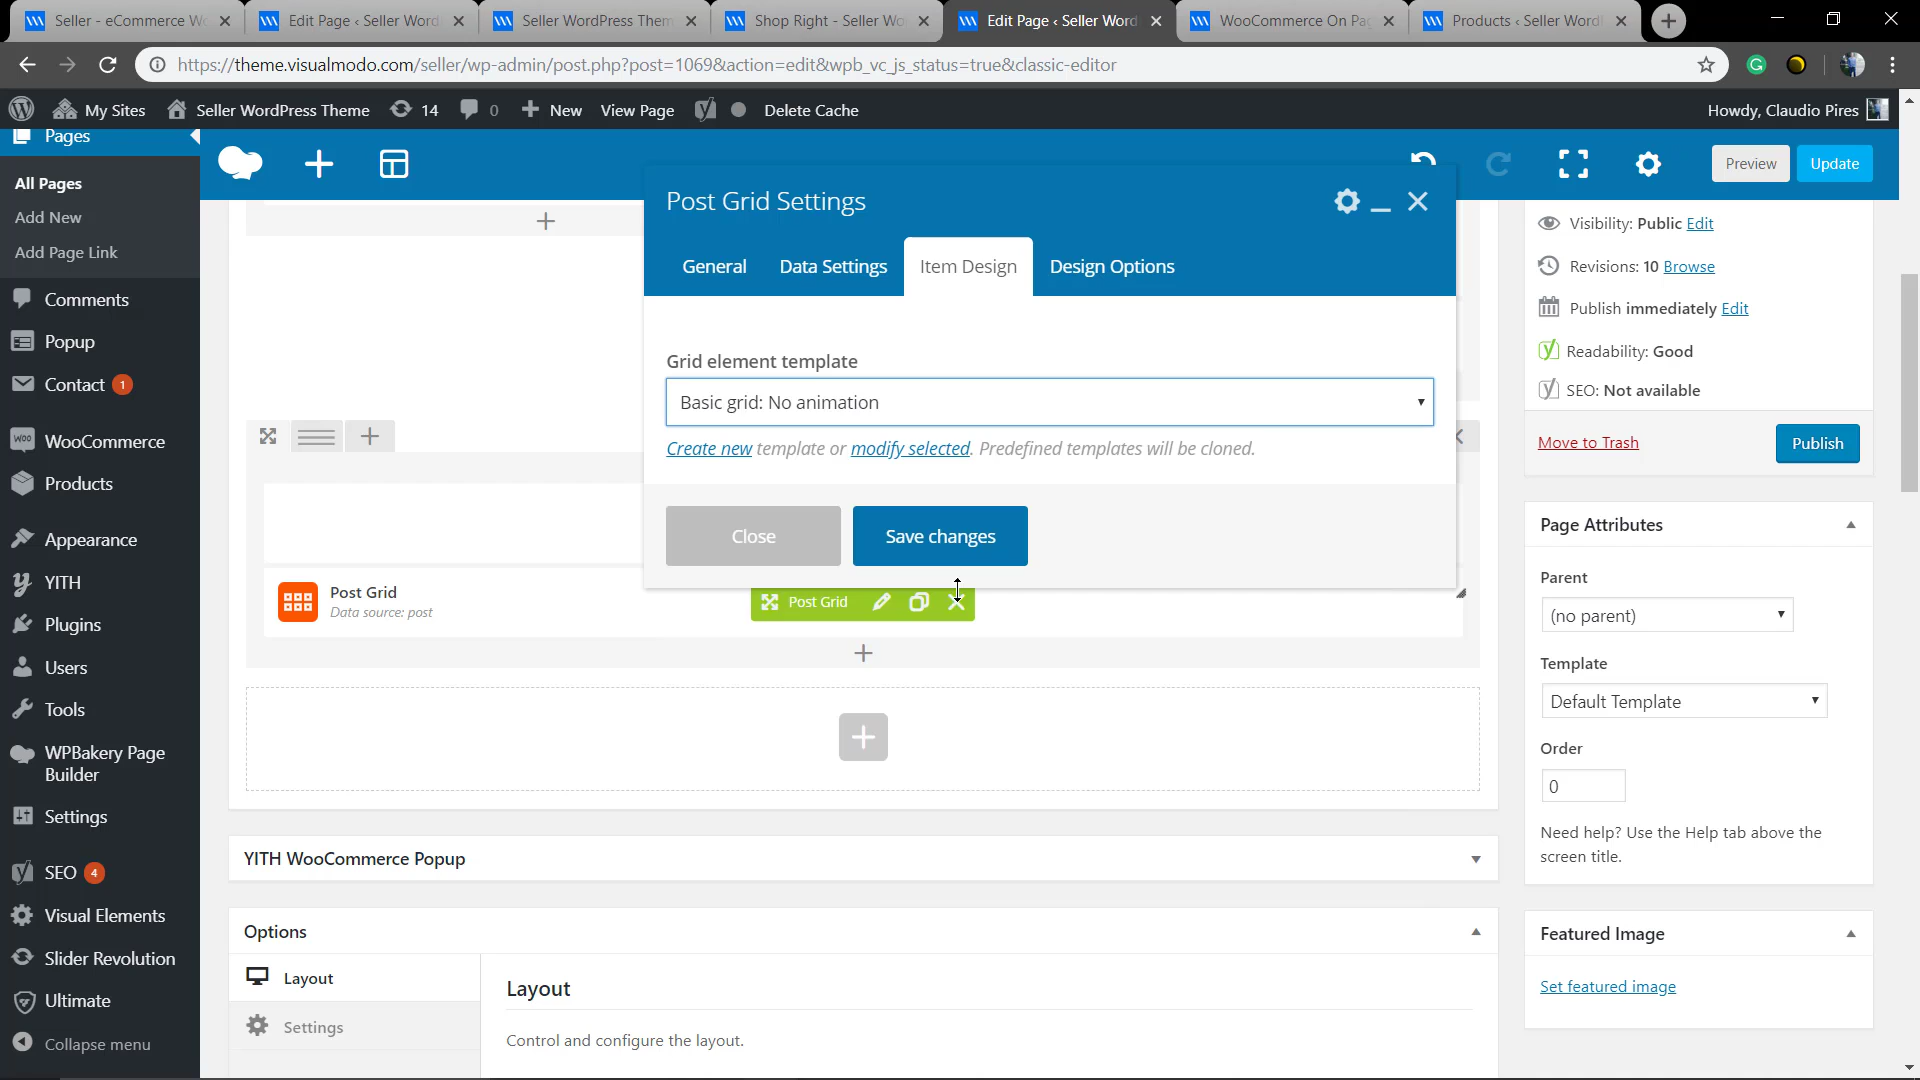 Seller - eCommerce Wo
Edit Page ‹ Seller Word
Seller WordPress Them
Shop Right - Seller Wo
Edit Page ‹ Seller Word
WooCommerce On Pag
Products ‹ Seller Word
https://theme.visualmodo.com/seller/wp-admin/post.php?post=1069&action=edit&wpb_vc_js_status=true&classic-editor
My Sites
Seller WordPress Theme
14
0
New
View Page
Delete Cache
Howdy, Claudio Pires
Pages
All Pages
Add New
Add Page Link
Comments
Popup
Contact 1
WooCommerce
Products
Appearance
YITH
Plugins
Users
Tools
WPBakery Page
Builder
Settings
SEO 4
Visual Elements
Slider Revolution
Ultimate
Collapse menu
Preview
Update
Post Grid Settings
General
Data Settings
Item Design
Design Options
Grid element template
Basic grid: No animation
Create new template or modify selected. Predefined templates will be cloned.
Close
Save changes
Post Grid
Data source: post
Post Grid
YITH WooCommerce Popup
Options
Layout
Settings
Layout
Control and configure the layout.
Visibility: Public Edit
Revisions: 10 Browse
Publish immediately Edit
Readability: Good
SEO: Not available
Move to Trash
Publish
Page Attributes
Parent
(no parent)
Template
Default Template
Order
0
Need help? Use the Help tab above the
screen title.
Featured Image
Set featured image